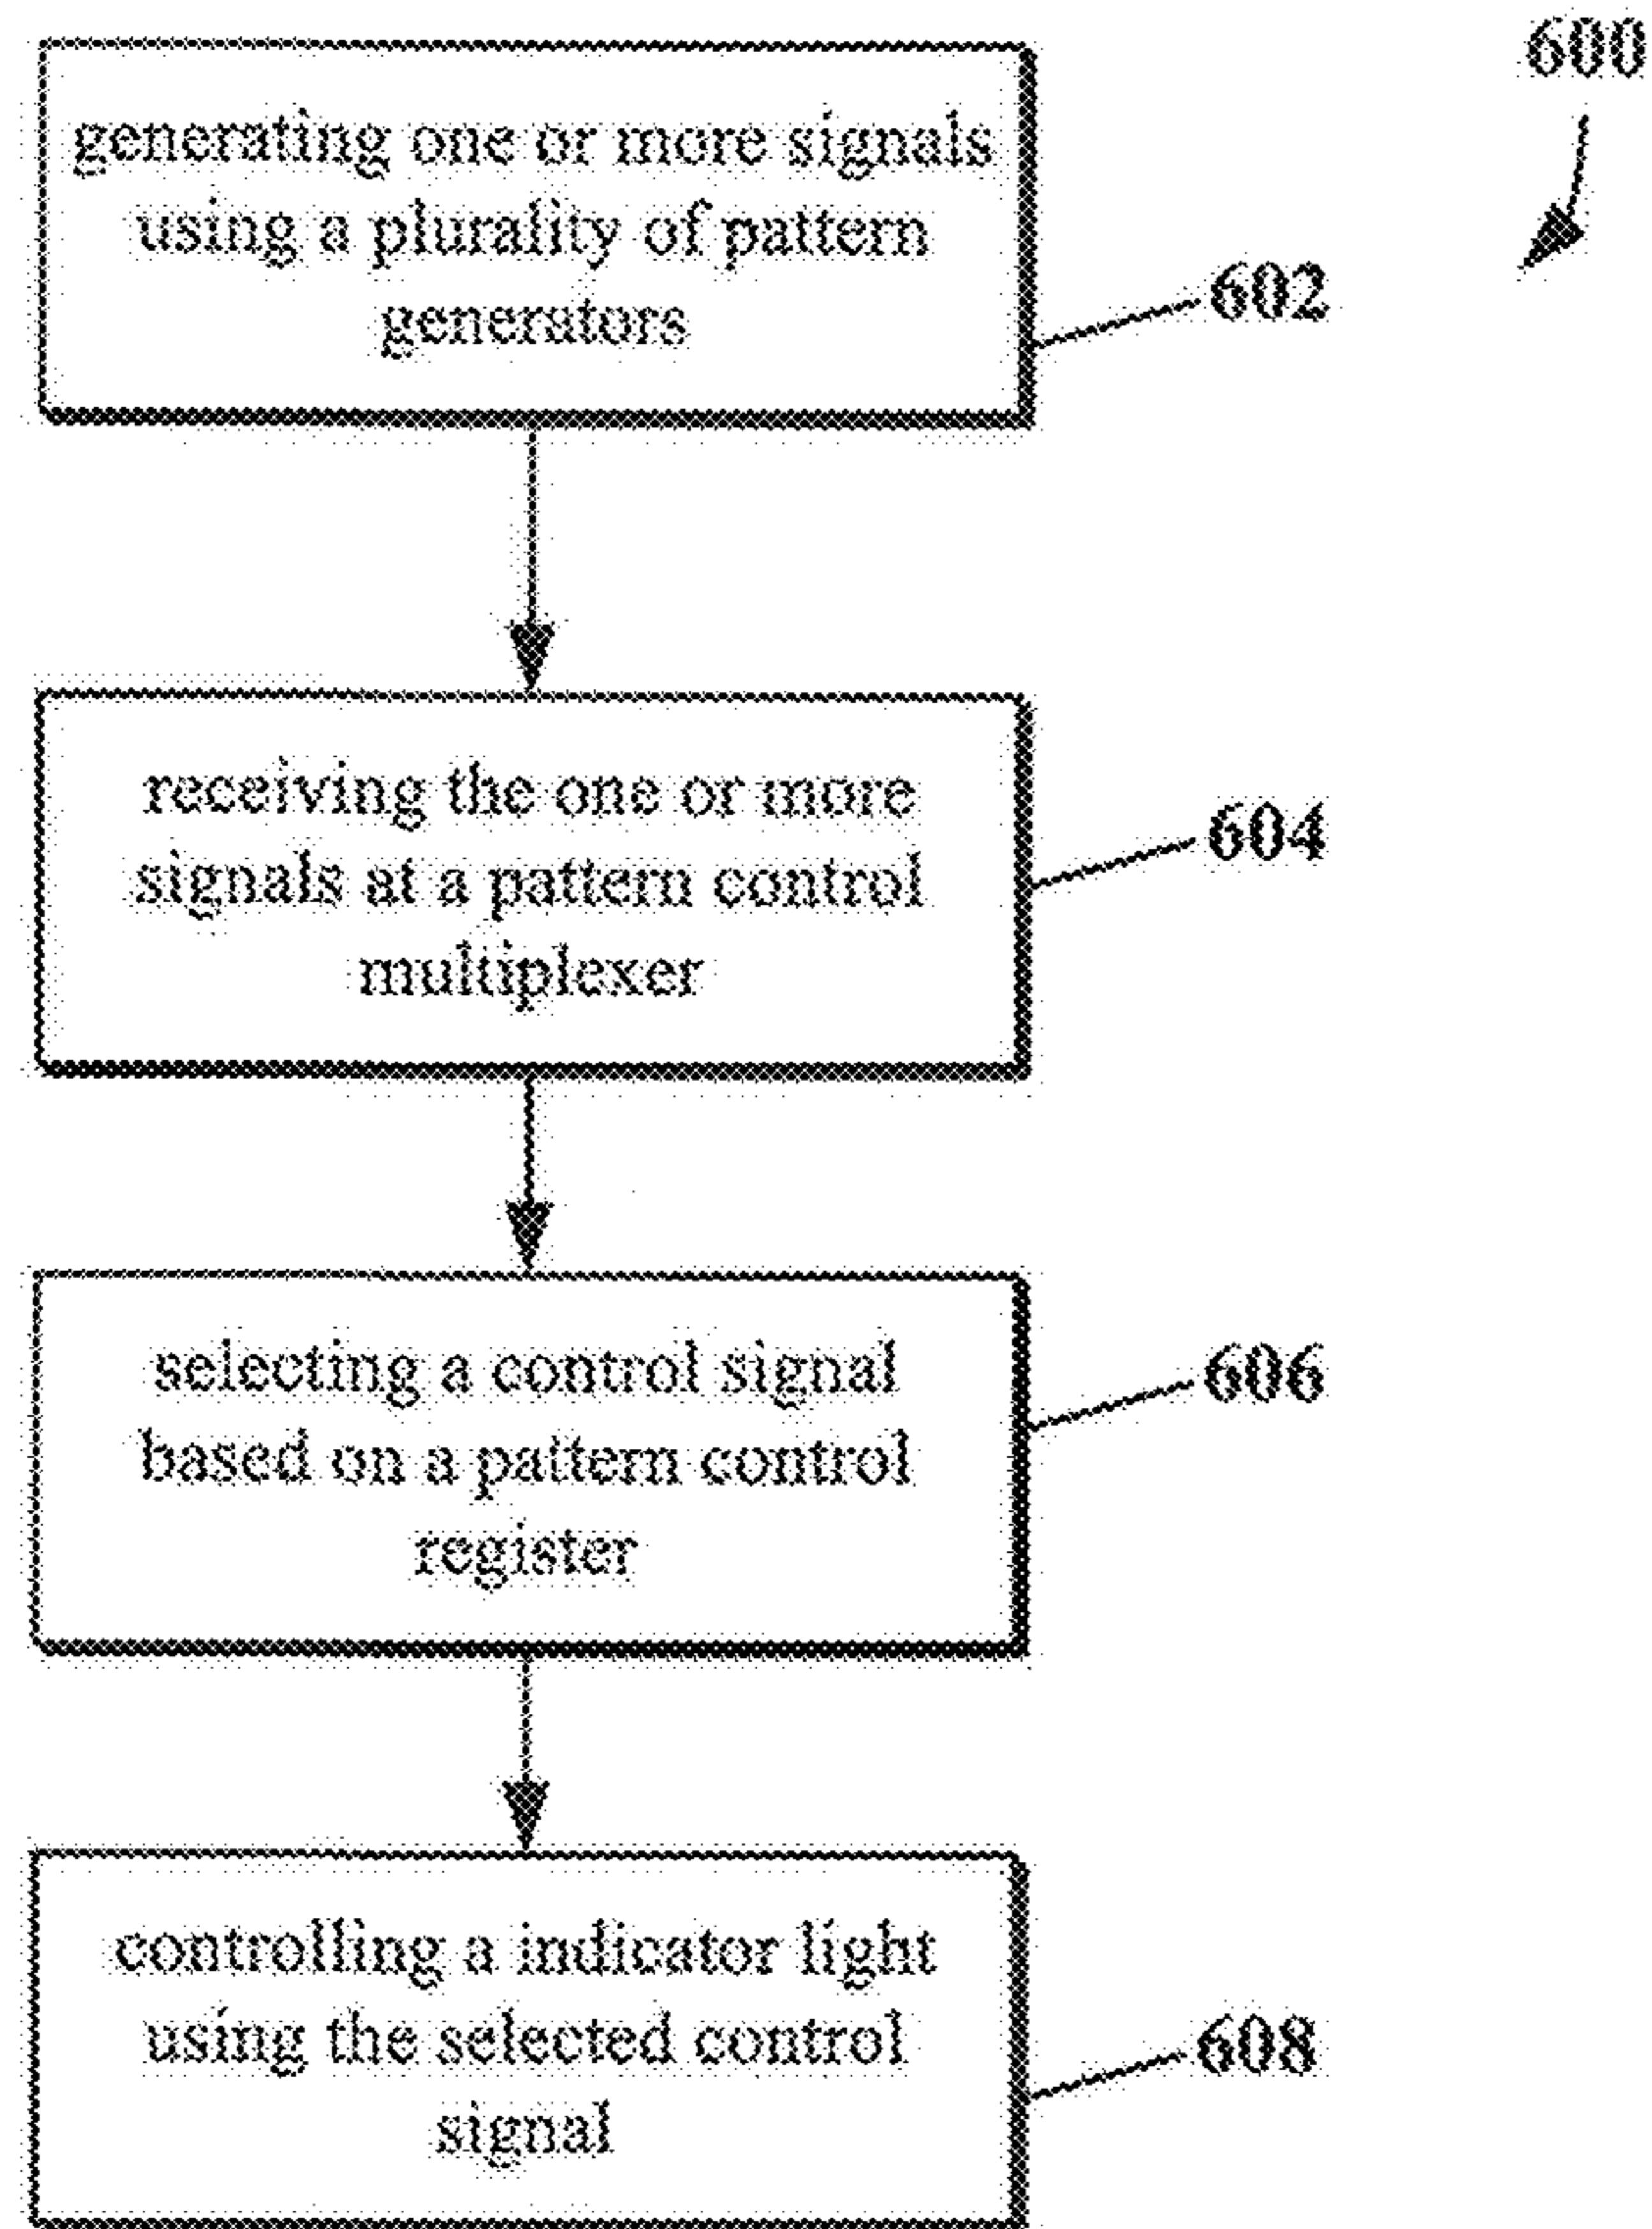 600
generating one or more signals
using a plurality of pattern
generators
602
receiving the one or more
signals at a pattern control
multiplexer
604
selecting a control signal
based on a pattern control
register
606
controlling a indicator light
using the selected control
signal
608